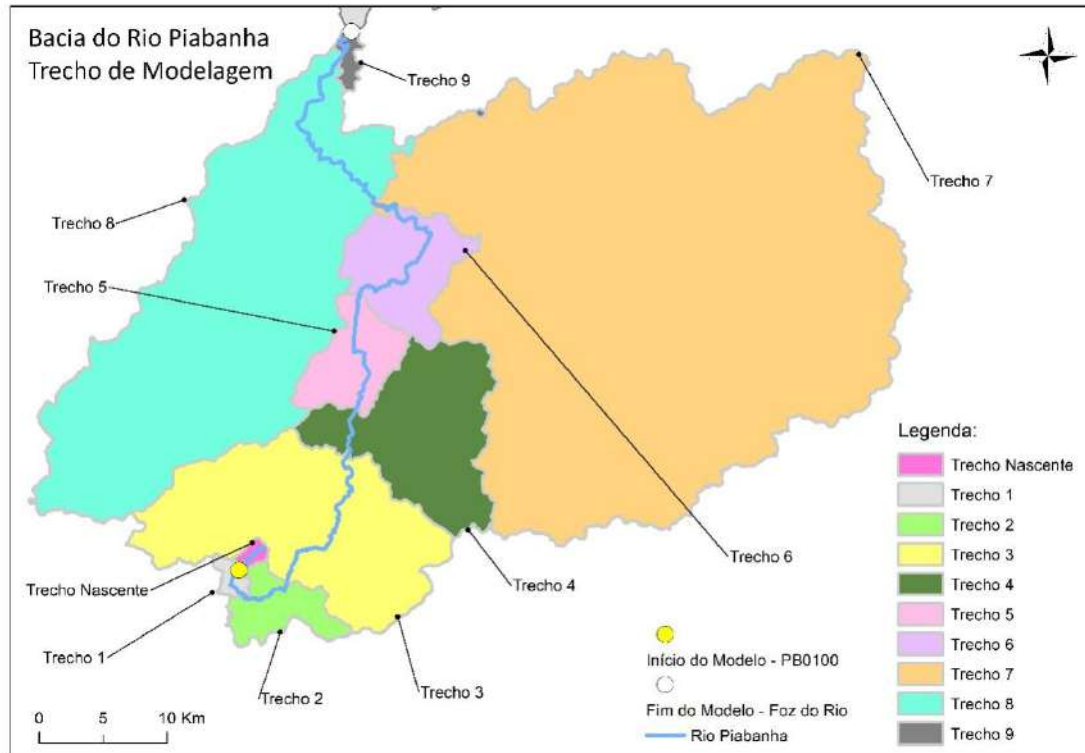 Bacia do Rio Piabanha
Trecho de Modelagem
Trecho 9
Trecho 7
Trecho 8
Trecho 5
Trecho 6
Trecho 4
Trecho Nascente
Trecho 1
Trecho 2
Trecho 3
0 5 10 Km
Início do Modelo - PB0100
Fim do Modelo - Foz do Rio
Rio Piabanha
Legenda:
Trecho Nascente
Trecho 1
Trecho 2
Trecho 3
Trecho 4
Trecho 5
Trecho 6
Trecho 7
Trecho 8
Trecho 9